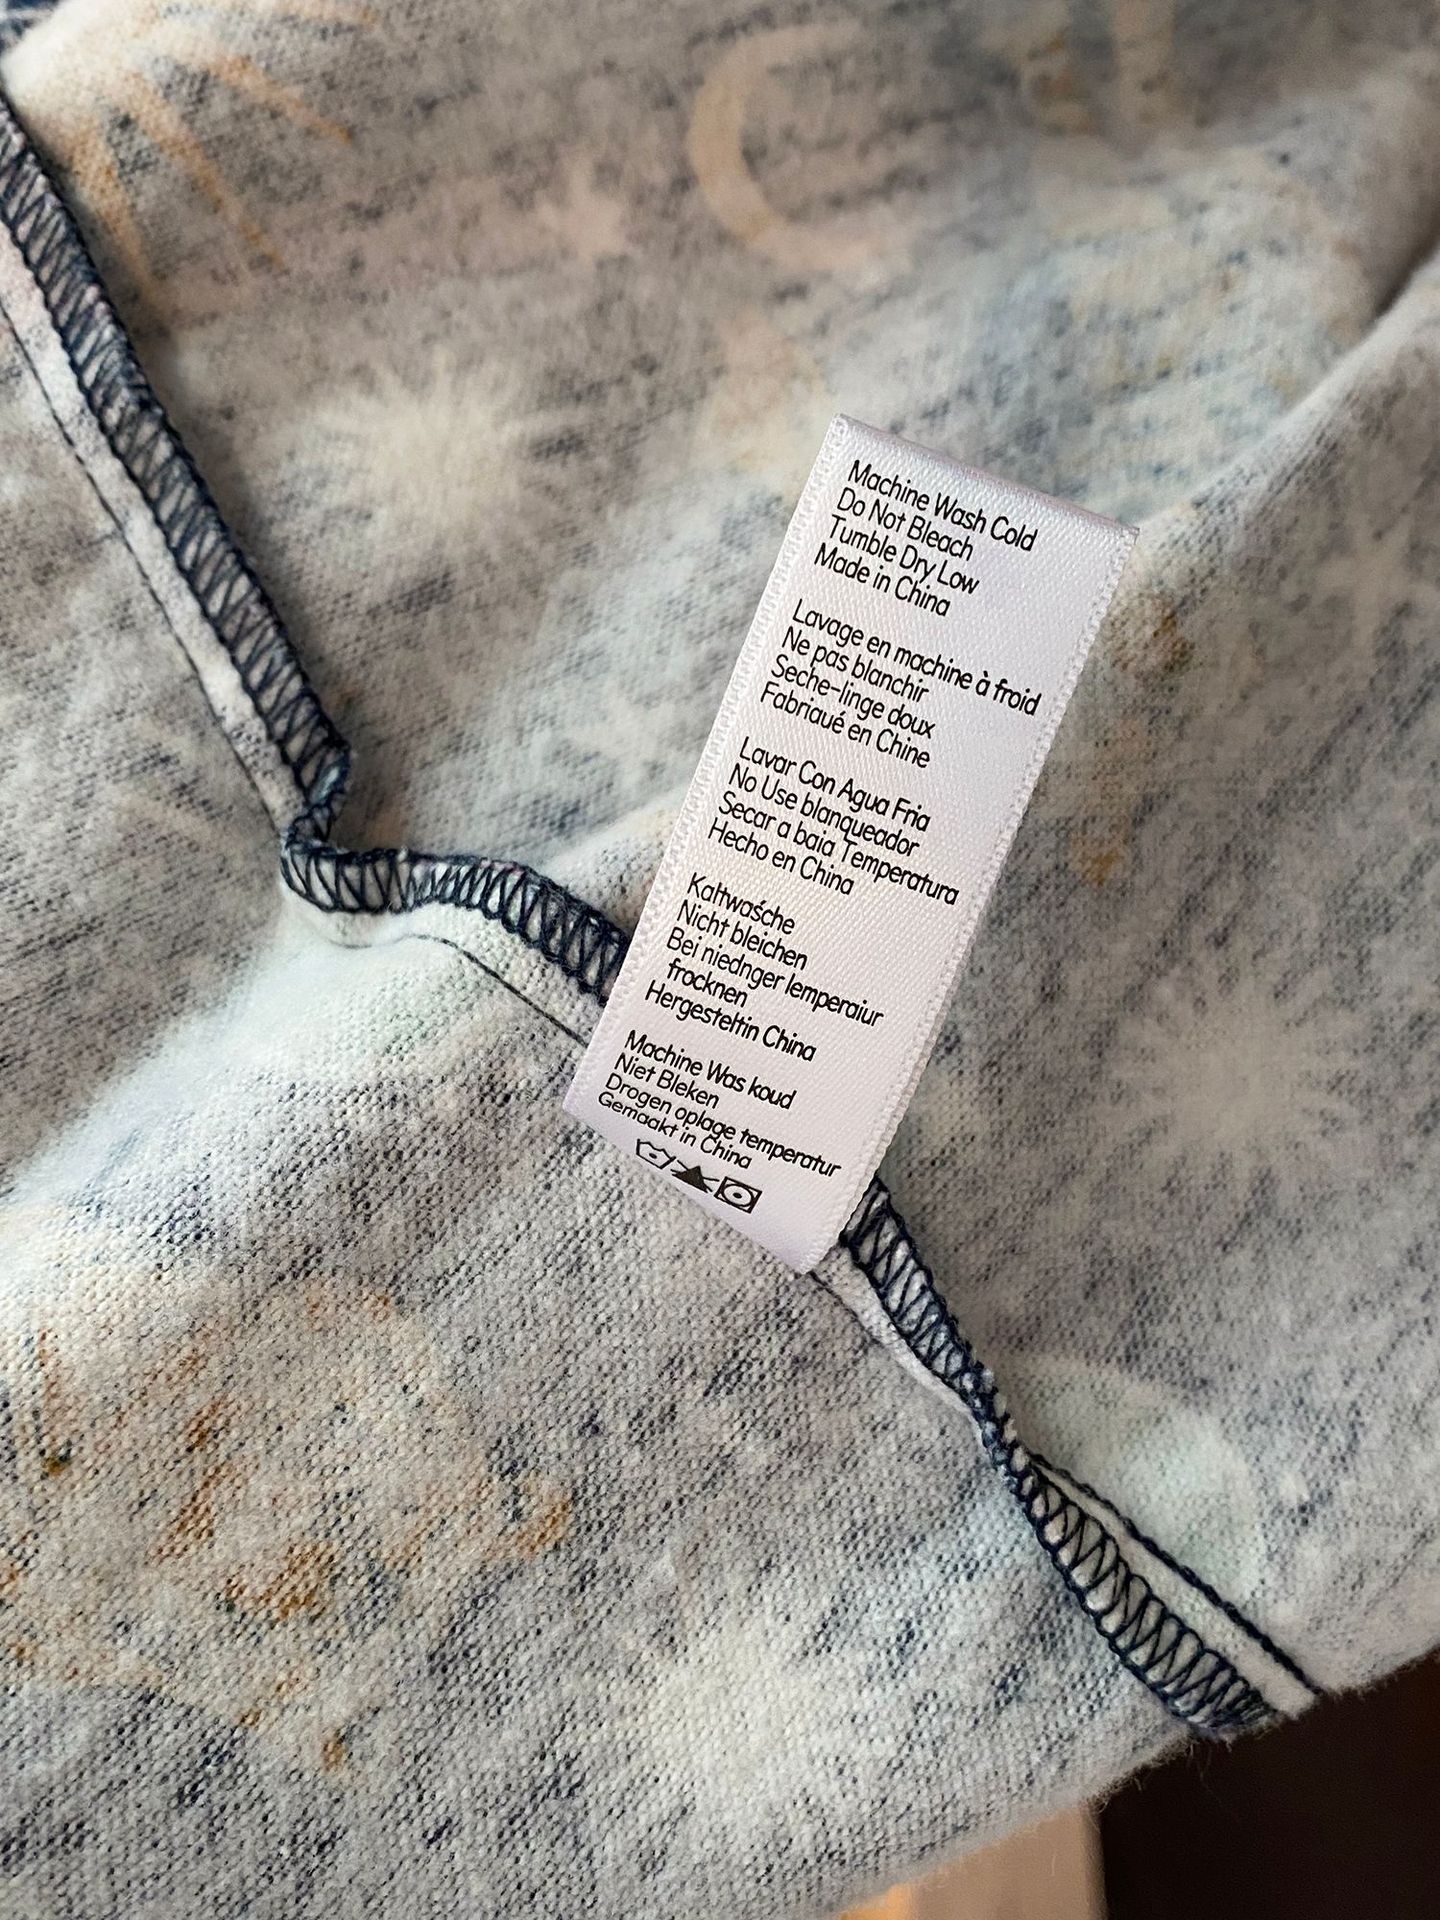 Machine Wash Cold
Do Not Bleach
Tumble Dry Low
Made in China
Lavage en machine à froid
Ne pas blanchir
Seche-linge doux
Fabriaué en Chine
Lavar Con Agua Fria
No Use blanqueador
Secar a baia Temperatura
Hecho en China
Kaltwaśche
Nicht bleichen
Bei niednger lemperaiur
frocknen
Hergesteltin China
Machine Was koud
Niet Bleken
Drogen oplage temperatur
Gemaakt in China